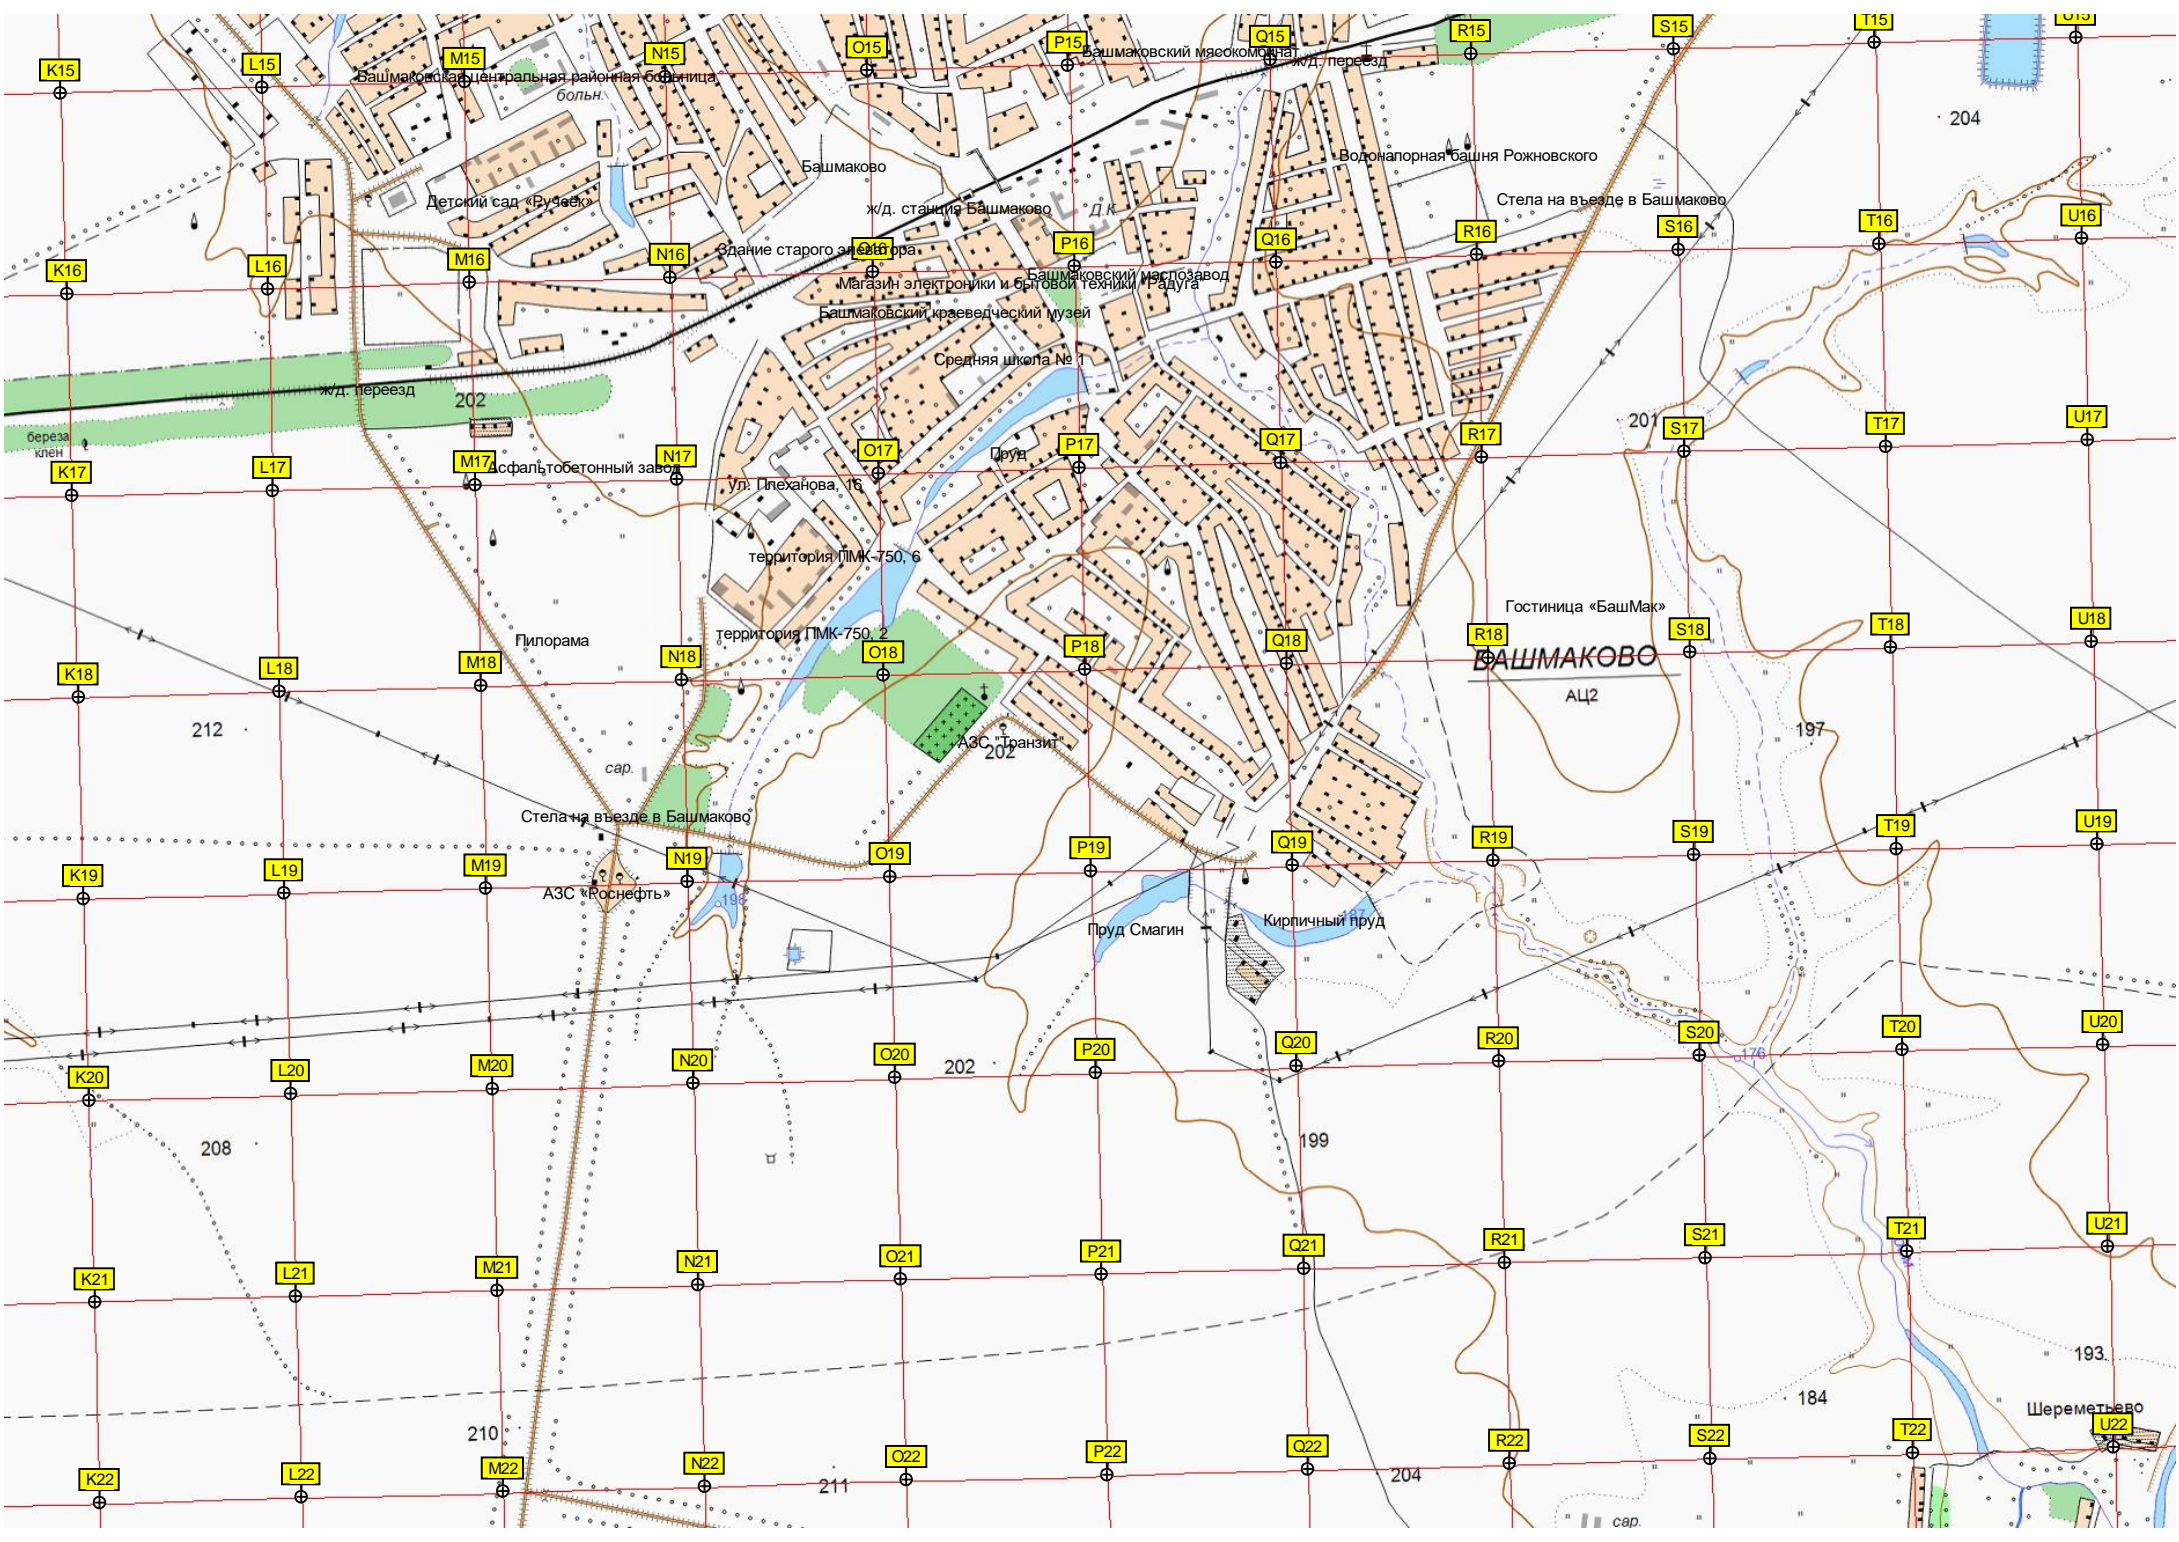 K15
L15
M15
N15
O15
P15
Q15
R15
S15
T15
U15
Башмаковский мясокомбинат
ж/д. переезд
Башмаковская центральная районная больница
больн.
204
Водонапорная башня Рожновского
Башмаково
Детский сад «Ручеёк»
ж/д. станция Башмаково
Д.К.
Стела на въезде в Башмаково
K16
L16
M16
N16
O16
P16
Q16
R16
S16
T16
U16
Здание старого элеватора
Башмаковский маслозавод
Магазин электроники и бытовой техники "Радуга"
Башмаковский краеведческий музей
Средняя школа № 1
ж/д. переезд
202
201
береза
клен
K17
L17
M17
N17
O17
P17
Q17
R17
S17
T17
U17
Асфальтобетонный завод
Пруд
ул. Плеханова, 16
территория ПМК-750, 6
Гостиница «БашМак»
Пилорама
территория ПМК-750, 2
K18
L18
M18
N18
O18
P18
Q18
R18
S18
T18
U18
БАШМАКОВО
АЦ2
212
197
АЗС "Транзит"
202
сар.
Стела на въезде в Башмаково
K19
L19
M19
N19
O19
P19
Q19
R19
S19
T19
U19
АЗС «Роснефть»
198
Пруд Смагин
Кирпичный пруд
187
K20
L20
M20
N20
O20
P20
Q20
R20
S20
T20
U20
202
176
208
199
K21
L21
M21
N21
O21
P21
Q21
R21
S21
T21
U21
193
184
Шереметьево
210
K22
L22
M22
N22
O22
P22
Q22
R22
S22
T22
U22
211
204
сар.